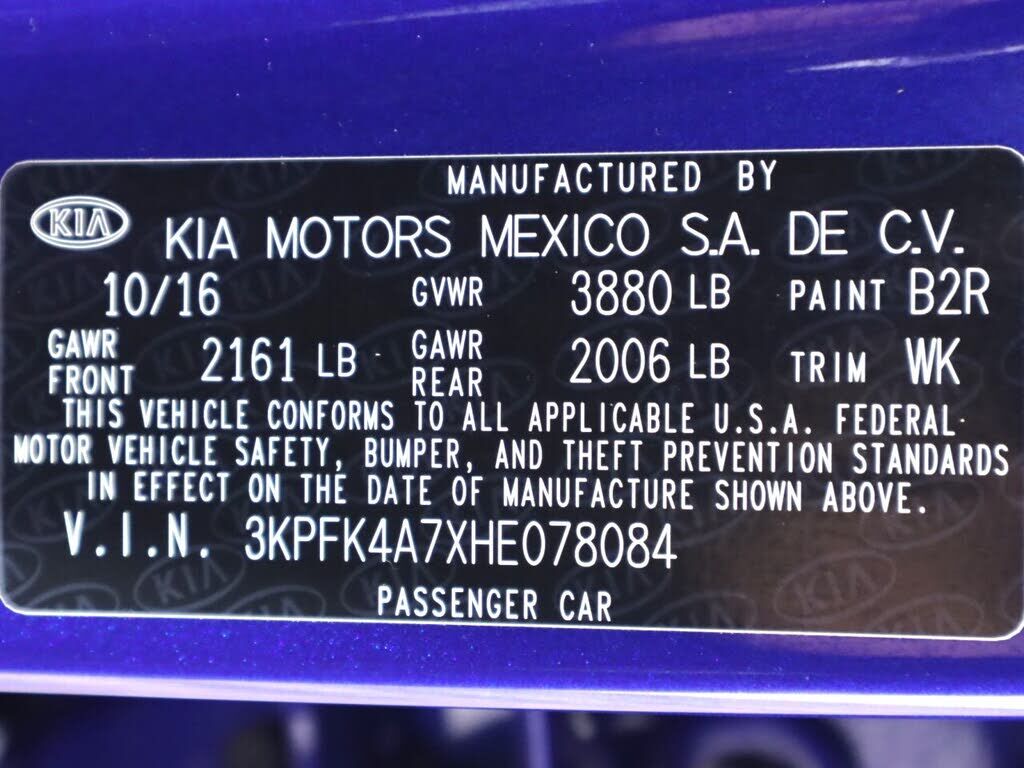 MANUFACTURED BY
KIA KIA MOTORS MEXICO S.A. DE C.V.
10/16 GVWR 3880 LB PAINT B2R
GAWR FRONT 2161 LB GAWR REAR 2006 LB TRIM WK
THIS VEHICLE CONFORMS TO ALL APPLICABLE U.S.A. FEDERAL
MOTOR VEHICLE SAFETY, BUMPER, AND THEFT PREVENTION STANDARDS
IN EFFECT ON THE DATE OF MANUFACTURE SHOWN ABOVE.
V.I.N. 3KPFK4A7XHE078084
PASSENGER CAR